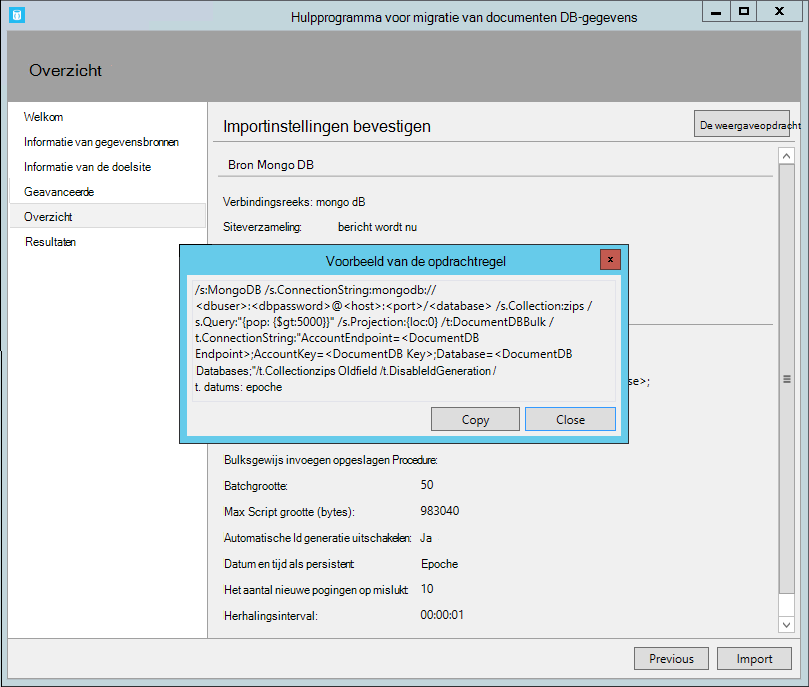 Hulpprogramma voor migratie van documenten DB-gegevens
Overzicht
Welkom
Informatie van gegevensbronnen
Informatie van de doelsite
Geavanceerde
Overzicht
Resultaten
Importinstellingen bevestigen
De weergaveopdracht
Bron Mongo DB
Verbindingsreeks: mongo dB
Siteverzameling: bericht wordt nu
Voorbeeld van de opdrachtregel
x
/s:MongoDB /s.ConnectionString:mongodb://
<dbuser>:<dbpassword>@<host>:<port>/<database> /s.Collection:zips /
s.Query:"{pop: {$gt:5000}}" /s.Projection:{loc:0} /t:DocumentDBBulk /
t.ConnectionString:"AccountEndpoint=<DocumentDB
Endpoint>;AccountKey=<DocumentDB Key>;Database=<DocumentDB
Databases;"/t.Collectionzips Oldfield /t.DisableIdGeneration /
t. datums: epoche
se>;
Copy
Close
Bulksgewijs invoegen opgeslagen Procedure:
Batchgrootte: 50
Max Script grootte (bytes): 983040
Automatische Id generatie uitschakelen: Ja
Datum en tijd als persistent Epoche
Het aantal nieuwe pogingen op mislukt 10
Herhalingsinterval: 00:00:01
Previous
Import